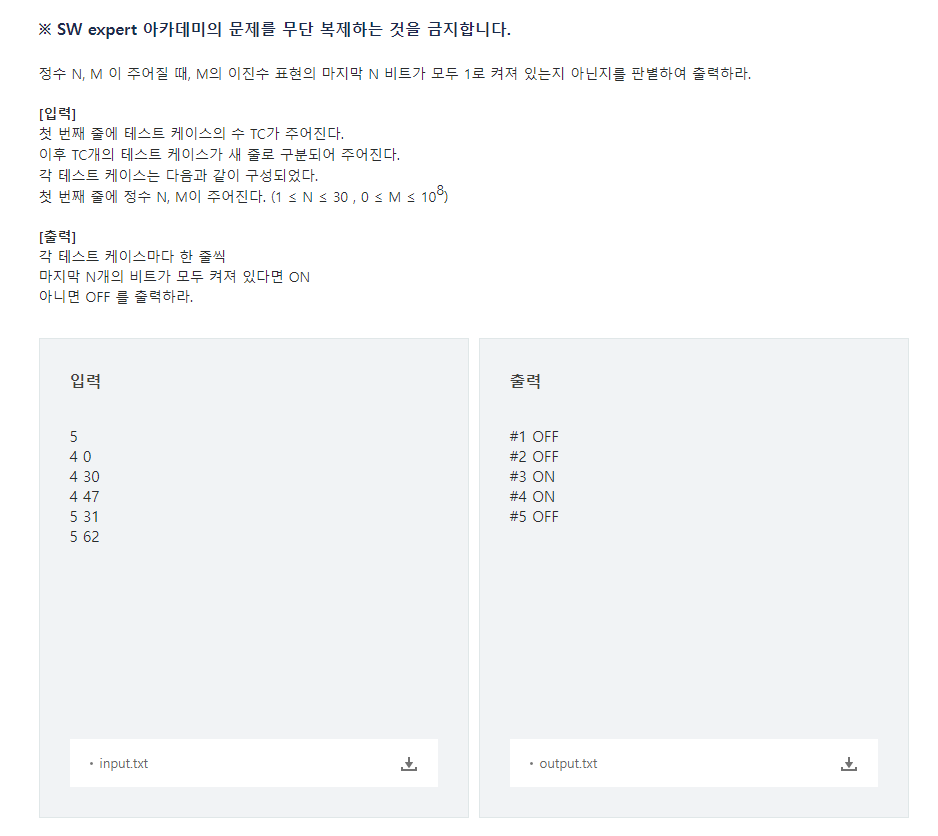 ※ SW expert 아카데미의 문제를 무단 복제하는 것을 금지합니다.
정수 N, M 이 주어질 때, M의 이진수 표현의 마지막 N 비트가 모두 1로 켜져 있는지 아닌지를 판별하여 출력하라.
[입력]
첫 번째 줄에 테스트 케이스의 수 TC가 주어진다.
이후 TC개의 테스트 케이스가 새 줄로 구분되어 주어진다.
각 테스트 케이스는 다음과 같이 구성되었다.
첫 번째 줄에 정수 N, M이 주어진다. (1 ≤ N ≤ 30 , 0 ≤ M ≤ 10⁸)
[출력]
각 테스트 케이스마다 한 줄씩
마지막 N개의 비트가 모두 켜져 있다면 ON
아니면 OFF 를 출력하라.
입력
5
4 0
4 30
4 47
5 31
5 62
• input.txt
출력
#1 OFF
#2 OFF
#3 ON
#4 ON
#5 OFF
• output.txt